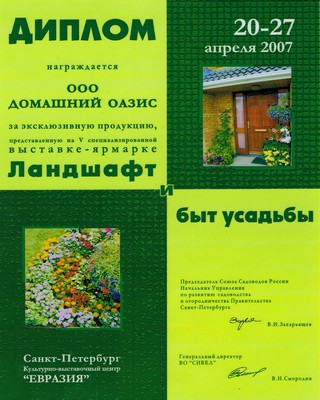 ДИПЛОМ
награждается
ООО
ДОМАШНИЙ ОАЗИС
за эксклюзивную продукцию,
представленную на V специализированной
выставке-ярмарке
Ландшафт
и
быт усадьбы
20-27
апреля 2007
Председатель Союза Садоводов России
Начальник Управления
по развитию садоводства
и огородничества Правительства
Санкт-Петербурга
В.И.Захарьящев
Генеральный директор
ВО "СИВЕЛ"
В.Н.Смородин
Санкт-Петербург
Культурно-выставочный центр
"ЕВРАЗИЯ"